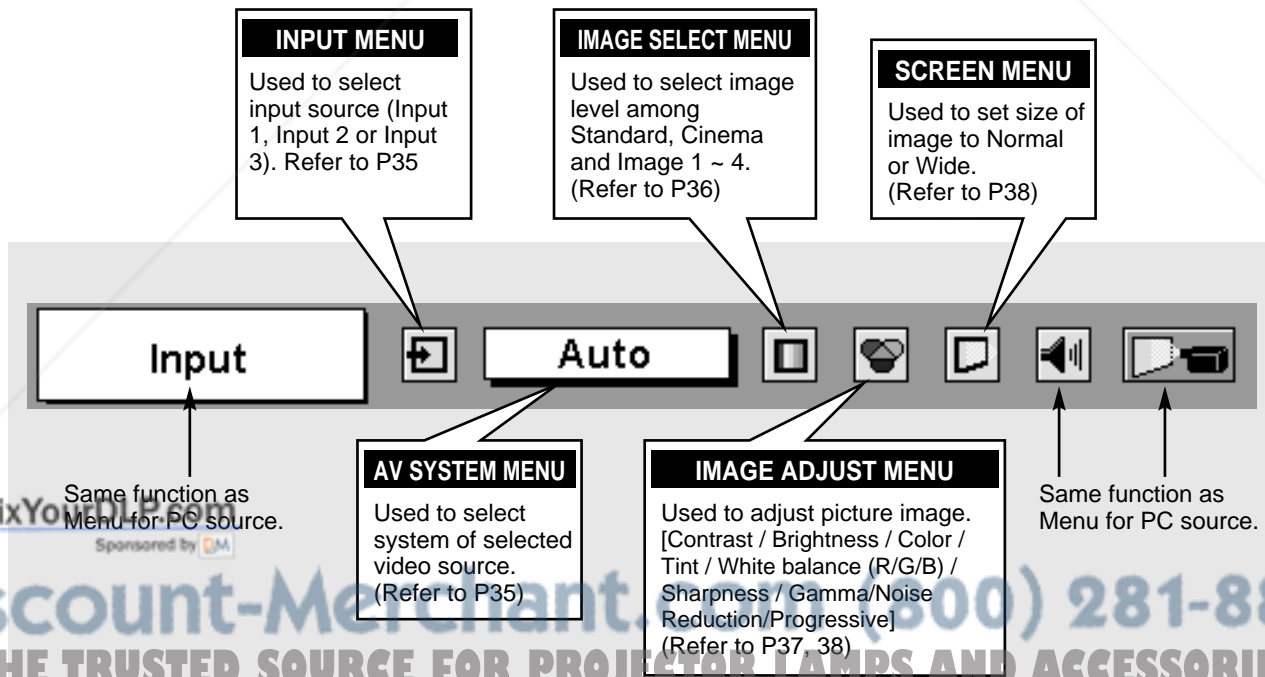 INPUT MENU
Used to select
input source (Input
1, Input 2 or Input
3). Refer to P35
IMAGE SELECT MENU
Used to select image
level among
Standard, Cinema
and Image 1 ~ 4.
(Refer to P36)
SCREEN MENU
Used to set size of
image to Normal
or Wide.
(Refer to P38)
Input
Auto
Same function as
Menu for PC source.
AV SYSTEM MENU
Used to select
system of selected
video source.
(Refer to P35)
IMAGE ADJUST MENU
Used to adjust picture image.
[Contrast / Brightness / Color /
Tint / White balance (R/G/B) /
Sharpness / Gamma/Noise
Reduction/Progressive]
(Refer to P37, 38)
Same function as
Menu for PC source.
ixYourDLP.com
Sponsored by DM
scount-Merchant.com (800) 281-88
HE TRUSTED SOURCE FOR PROJECTOR LAMPS AND ACCESSORIE